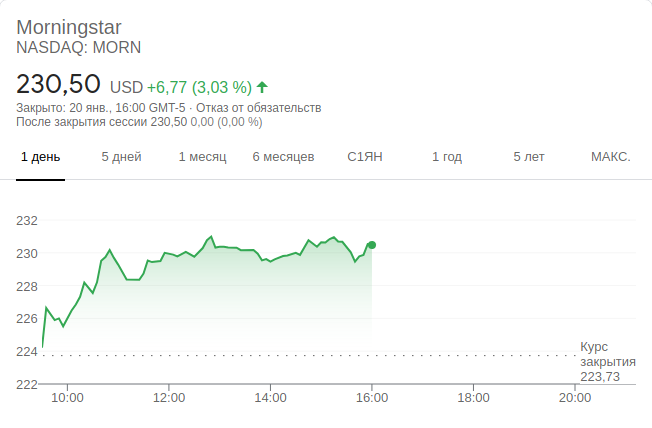 Morningstar
NASDAQ: MORN
230,50 USD +6,77 (3,03 %)
Закрыто: 20 янв., 16:00 GMT-5 · Отказ от обязательств
После закрытия сессии 230,50 0,00 (0,00 %)
1 день 5 дней 1 месяц 6 месяцев С1ЯН 1 год 5 лет МАКС.
232
230
228
226
224
222
Курс
закрытия
223,73
10:00 12:00 14:00 16:00 18:00 20:00